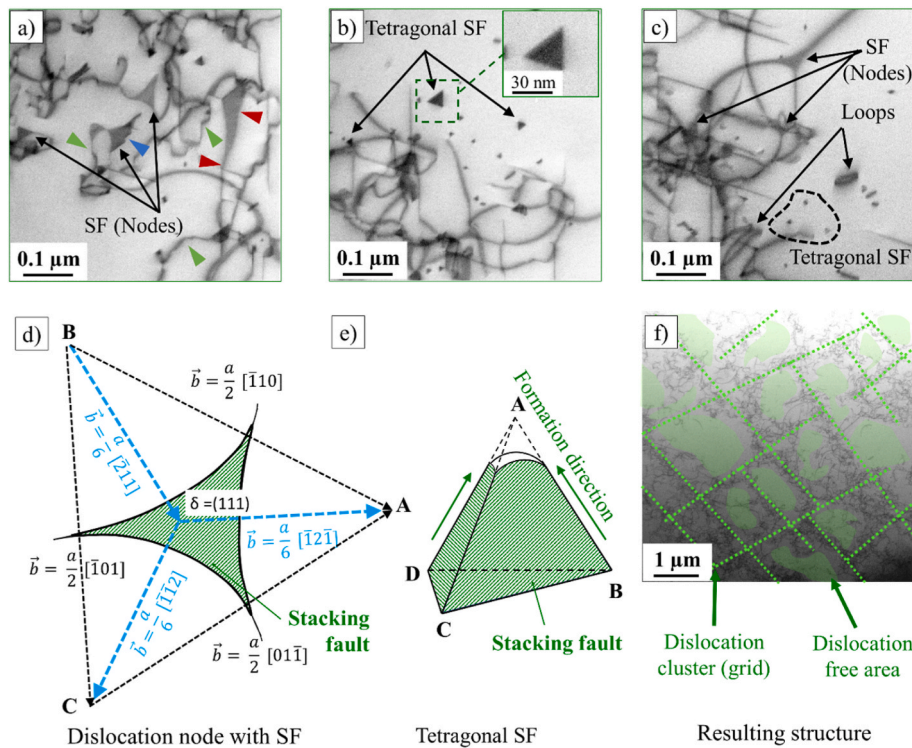 a)
SF (Nodes)
0.1 µm
b)
Tetragonal SF
30 nm
0.1 µm
c)
SF
(Nodes)
Loops
Tetragonal SF
0.1 µm
d)
B
b⃗ = a/2 [1̄10]
b⃗ = a/6 [2̄11]
δ =(111)
A
b⃗ = a/6 [1̄21̄]
b⃗ = a/2 [1̄01]
b⃗ = a/6 [1̄1̄2]
Stacking
fault
b⃗ = a/2 [011̄]
C
Dislocation node with SF
e)
A
Formation direction
D
B
C
Stacking fault
Tetragonal SF
f)
1 µm
Dislocation
cluster (grid)
Dislocation
free area
Resulting structure